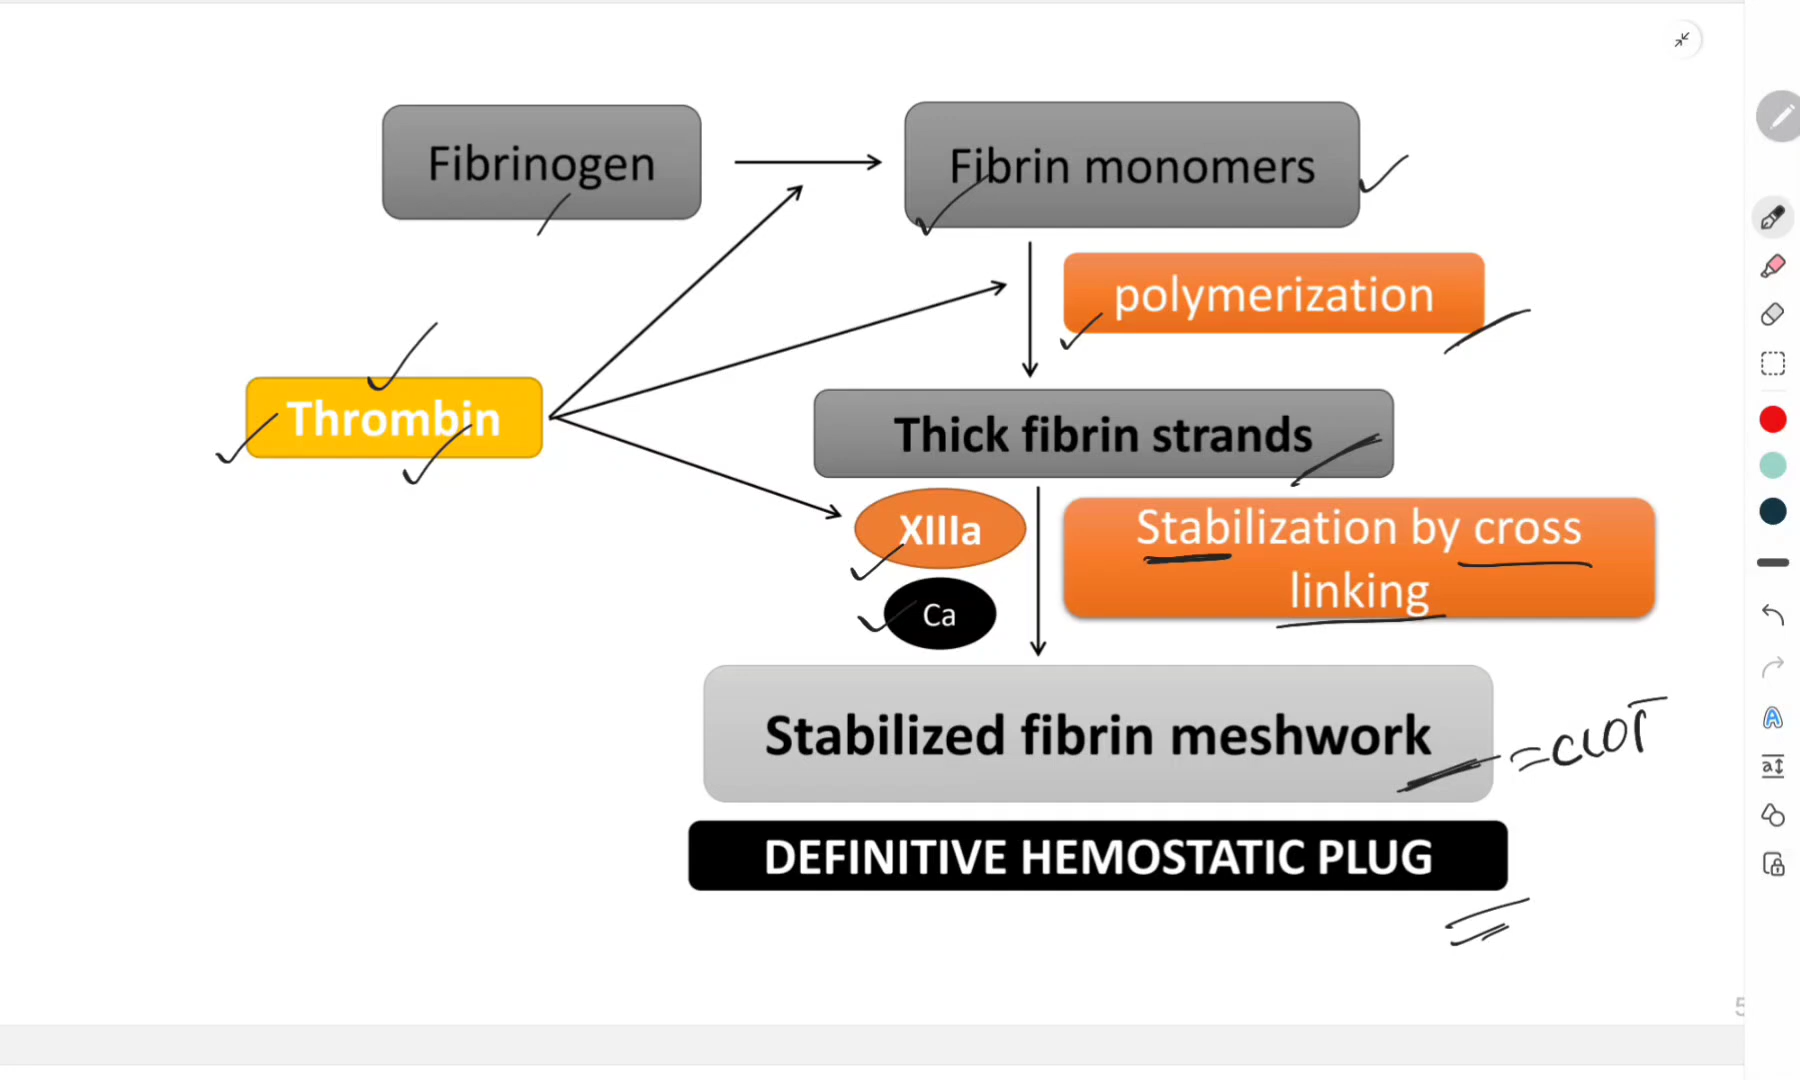 Fibrinogen
Fibrin monomers
polymerization
Thrombin
Thick fibrin strands
XIIIa
Stabilization by cross
linking
Ca
Stabilized fibrin meshwork
=CLOT
DEFINITIVE HEMOSTATIC PLUG
5